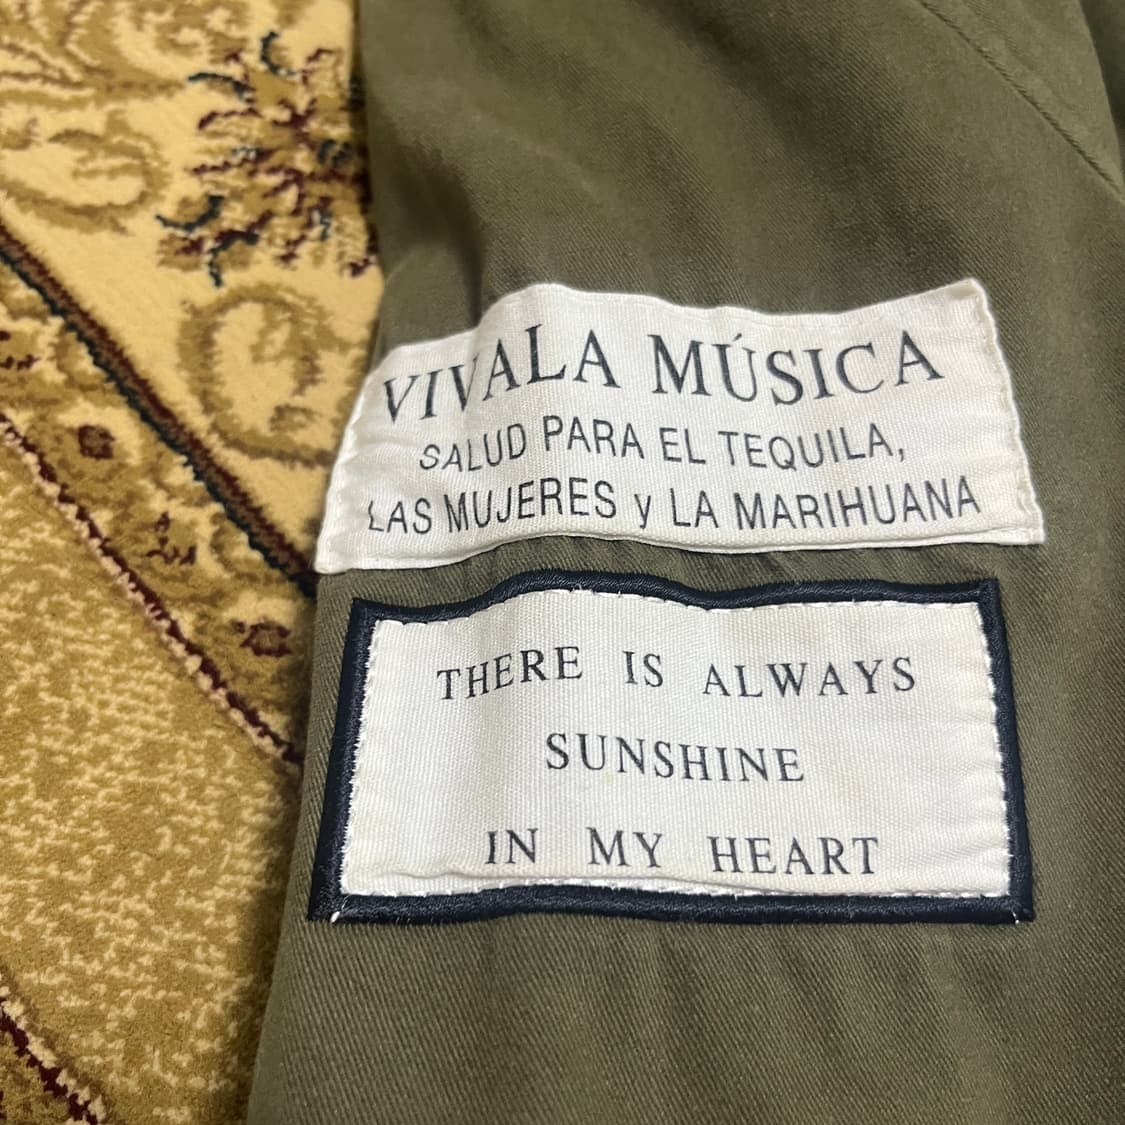 VIVALA MÚSICA
SALUD PARA EL TEQUILA,
LAS MUJERES y LA MARIHUANA
THERE IS ALWAYS
SUNSHINE
IN MY HEART